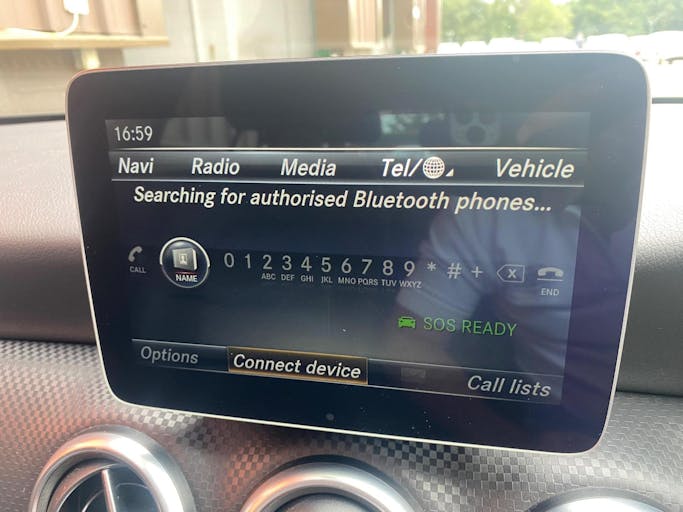 16:59
Navi Radio Media Tel/ Vehicle
Searching for authorised Bluetooth phones...
CALL NAME 0 1 2 3 4 5 6 7 8 9 * # + X END
ABC DEF GHI JKL MNO PQRS TUV WXYZ
SOS READY
Options Connect device Call lists